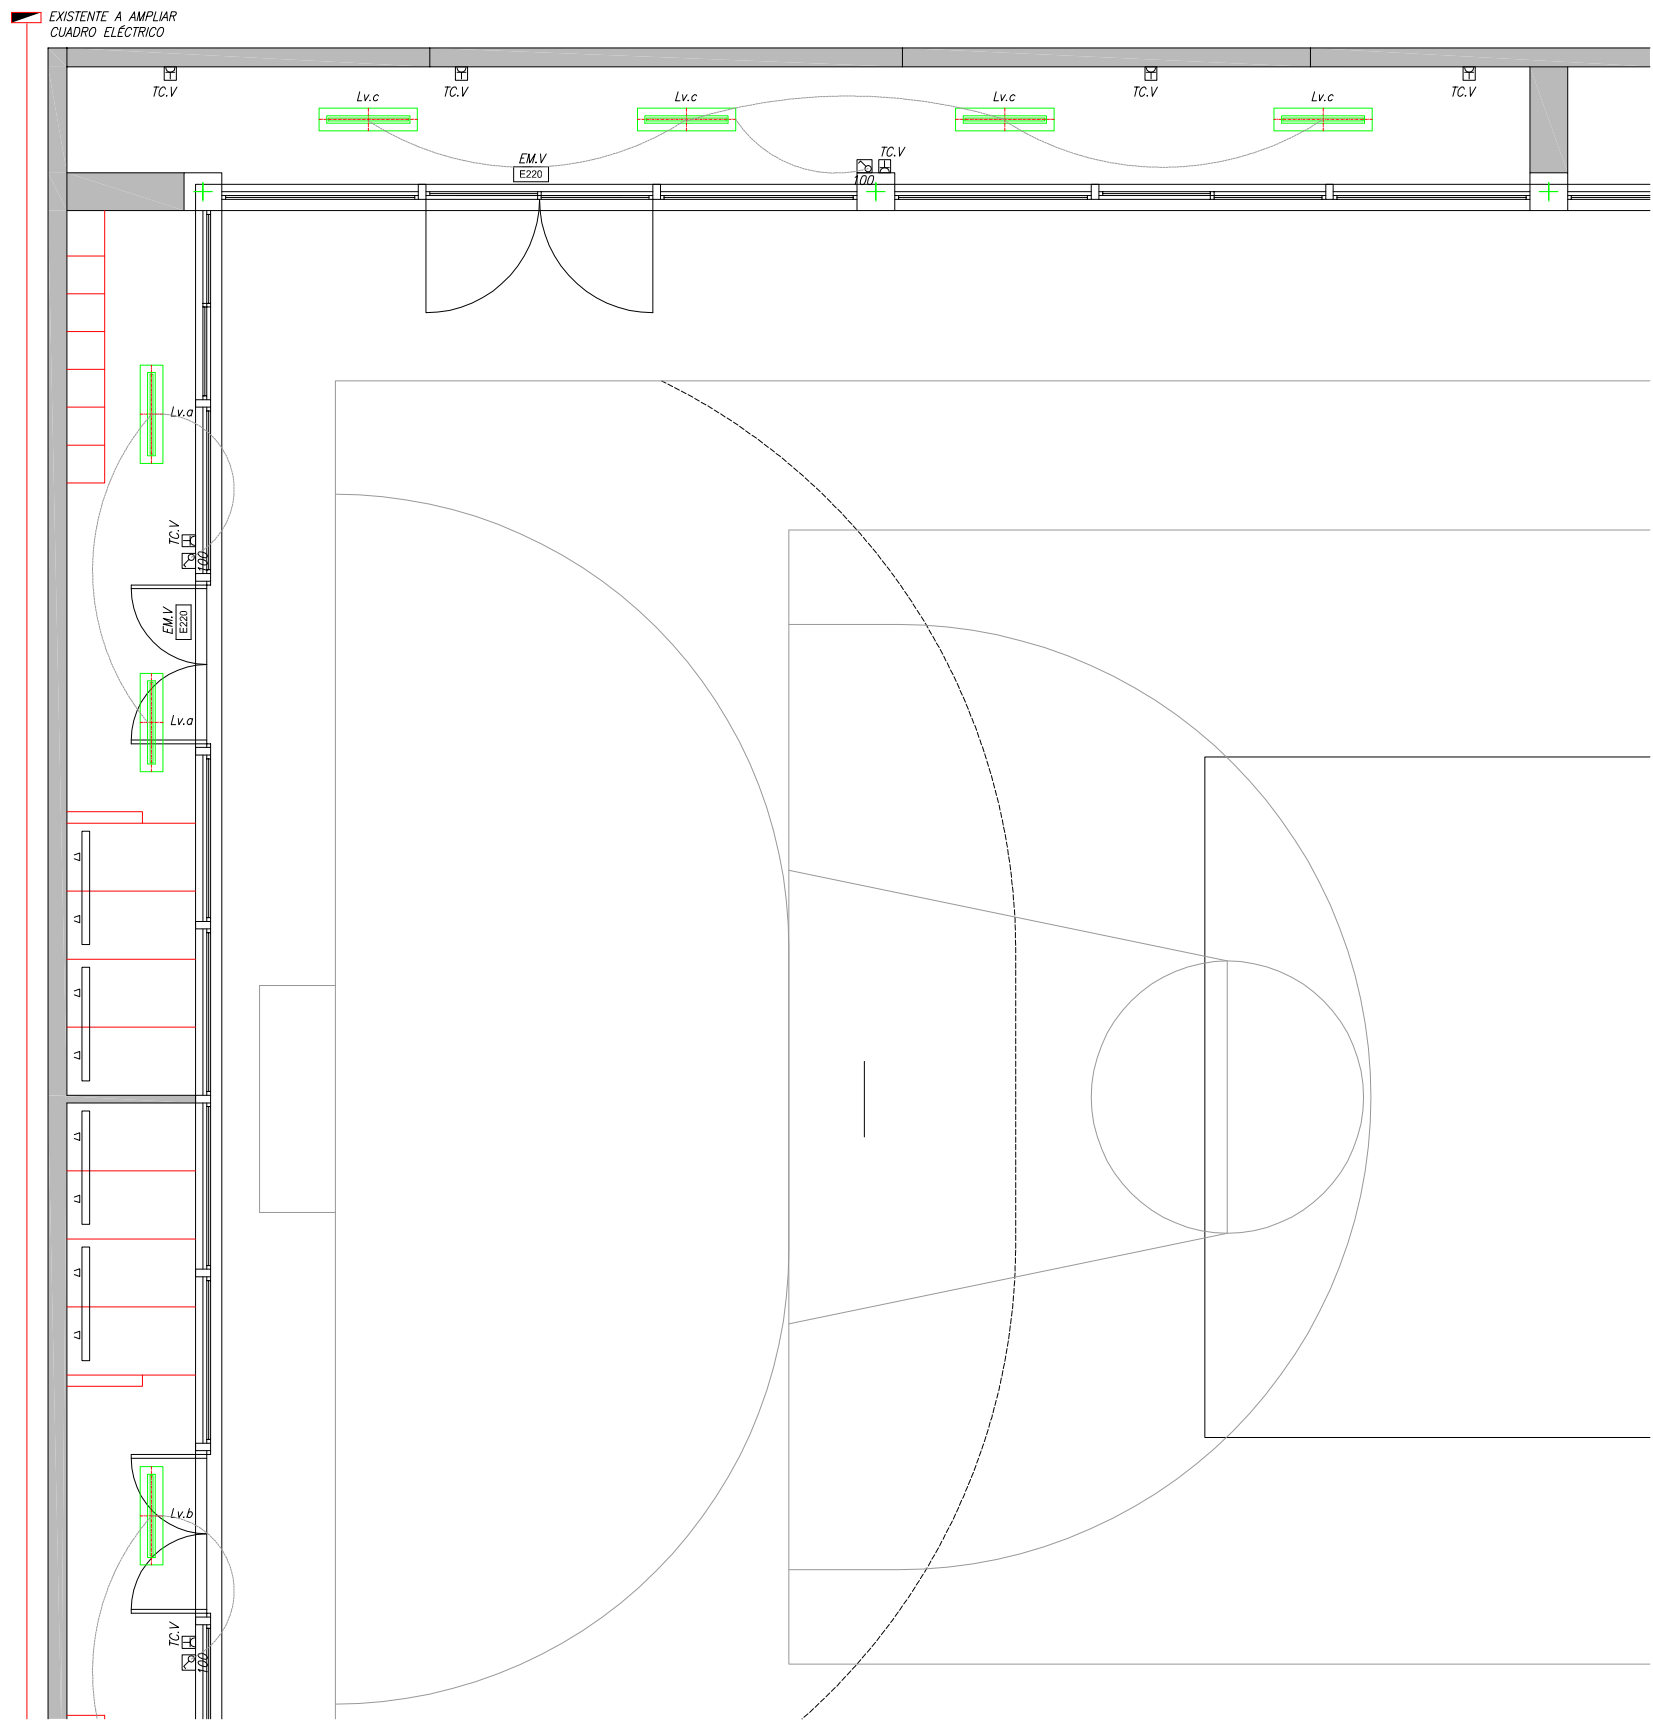 EXISTENTE A AMPLIAR
CUADRO ELÉCTRICO
TC.V
TC.V
TC.V
TC.V
Lv.c
Lv.c
Lv.c
Lv.c
EM.V
E220
TC.V
100
Lv.a
TC.V
100
EM.V
E220
Lv.a
Lv.b
TC.V
100